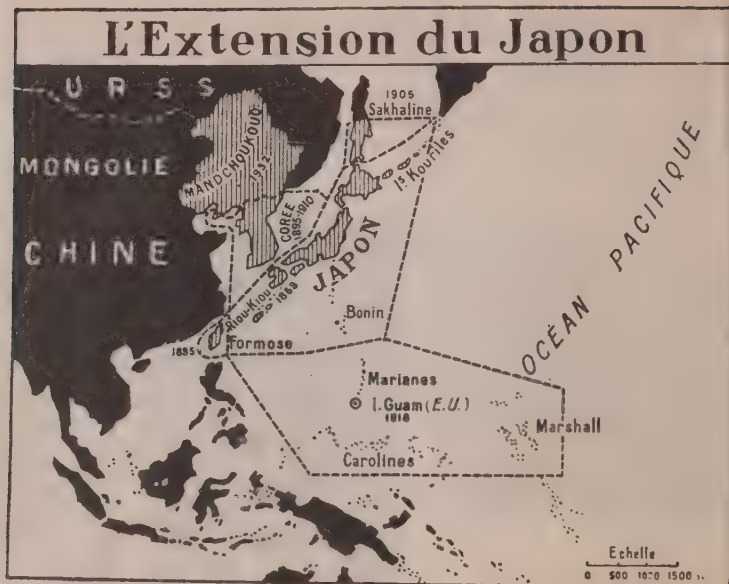 L'Extension du Japon
URSS
1905
Sakhaline
MONGOLIE
MANDCHOUKOUO
1932
Is Kouriles
CORÉE
1895-1910
CHINE
JAPON
OCÉAN PACIFIQUE
Riou-Kiou
1868
Bonin
1895
Formose
Marianes
I. Guam (E.U.)
1918
Marshall
Carolines
Echelle
0 500 1000 1500